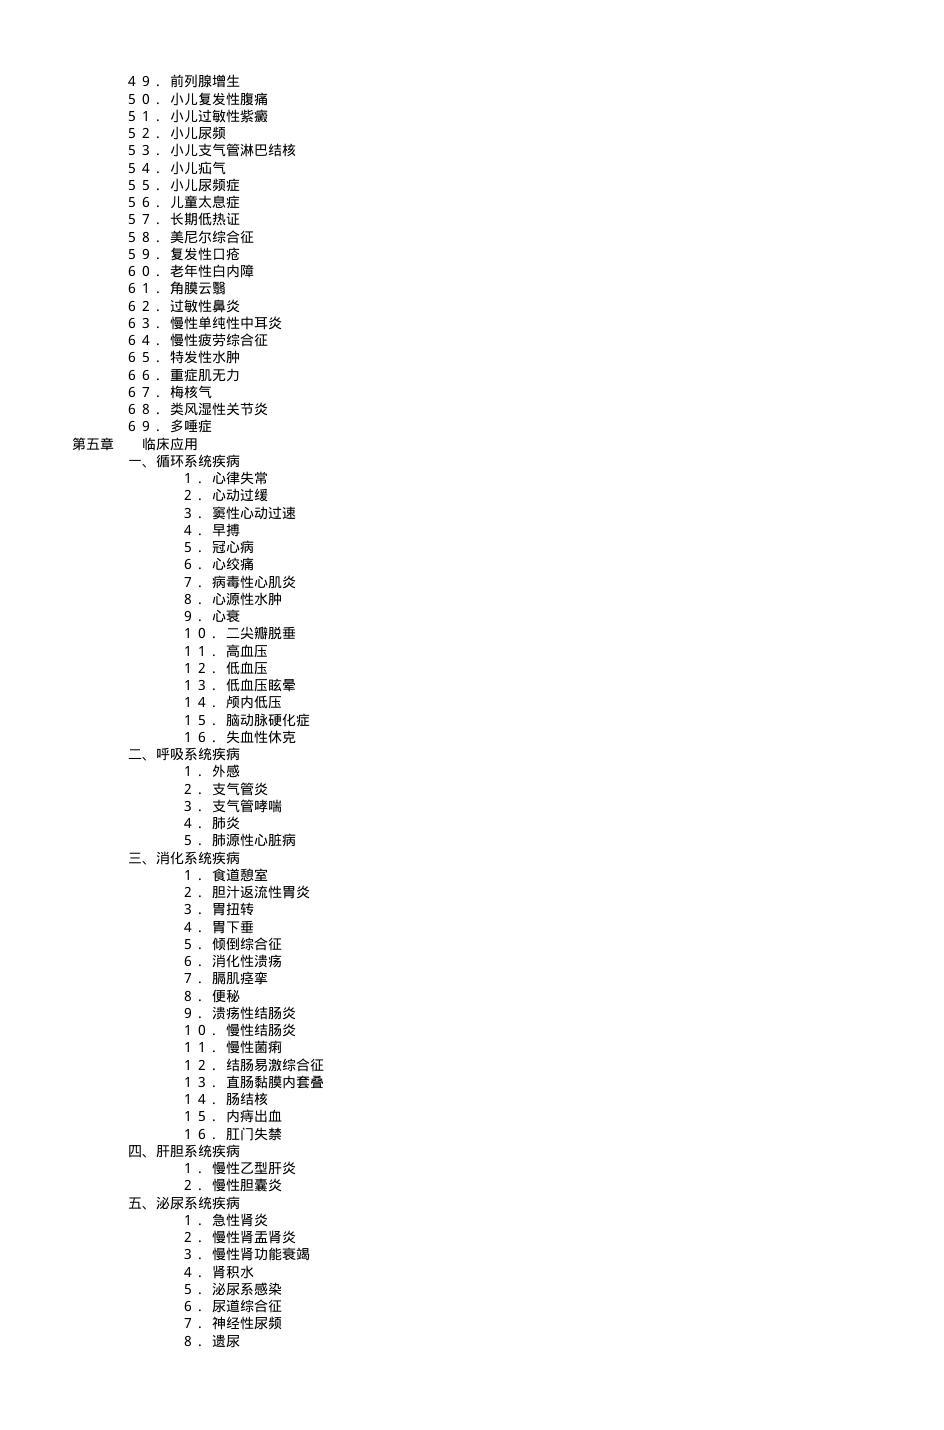 49．前列腺增生
50．小儿复发性腹痛
51．小儿过敏性紫癜
52．小儿尿频
53．小儿支气管淋巴结核
54．小儿疝气
55．小儿尿频症
56．儿童太息症
57．长期低热证
58．美尼尔综合征
59．复发性口疮
60．老年性白内障
61．角膜云翳
62．过敏性鼻炎
63．慢性单纯性中耳炎
64．慢性疲劳综合征
65．特发性水肿
66．重症肌无力
67．梅核气
68．类风湿性关节炎
69．多唾症
第五章　　临床应用
一、循环系统疾病
1．心律失常
2．心动过缓
3．窦性心动过速
4．早搏
5．冠心病
6．心绞痛
7．病毒性心肌炎
8．心源性水肿
9．心衰
10．二尖瓣脱垂
11．高血压
12．低血压
13．低血压眩晕
14．颅内低压
15．脑动脉硬化症
16．失血性休克
二、呼吸系统疾病
1．外感
2．支气管炎
3．支气管哮喘
4．肺炎
5．肺源性心脏病
三、消化系统疾病
1．食道憩室
2．胆汁返流性胃炎
3．胃扭转
4．胃下垂
5．倾倒综合征
6．消化性溃疡
7．膈肌痉挛
8．便秘
9．溃疡性结肠炎
10．慢性结肠炎
11．慢性菌痢
12．结肠易激综合征
13．直肠黏膜内套叠
14．肠结核
15．内痔出血
16．肛门失禁
四、肝胆系统疾病
1．慢性乙型肝炎
2．慢性胆囊炎
五、泌尿系统疾病
1．急性肾炎
2．慢性肾盂肾炎
3．慢性肾功能衰竭
4．肾积水
5．泌尿系感染
6．尿道综合征
7．神经性尿频
8．遗尿